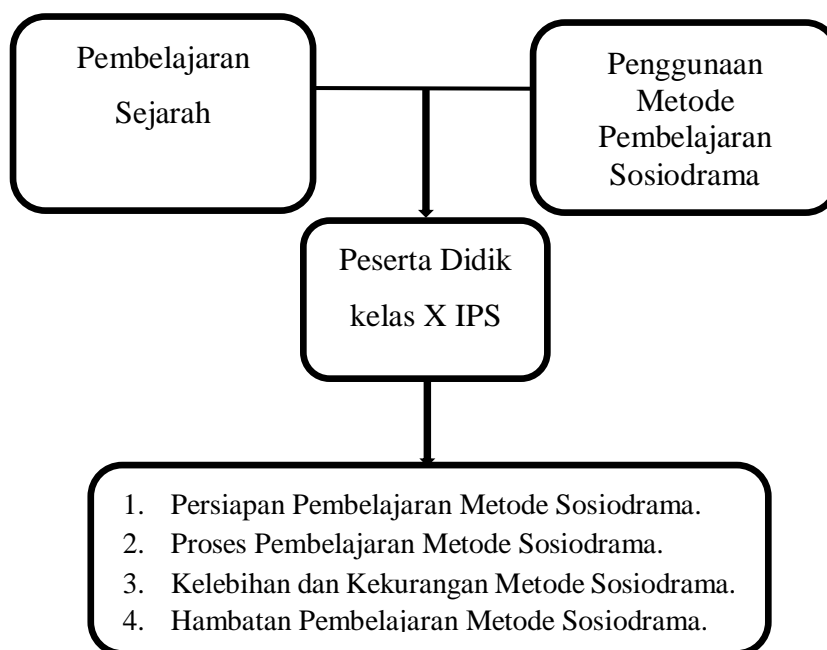 Pembelajaran
Sejarah
Penggunaan
Metode
Pembelajaran
Sosiodrama
Peserta Didik
kelas X IPS
1. Persiapan Pembelajaran Metode Sosiodrama.
2. Proses Pembelajaran Metode Sosiodrama.
3. Kelebihan dan Kekurangan Metode Sosiodrama.
4. Hambatan Pembelajaran Metode Sosiodrama.